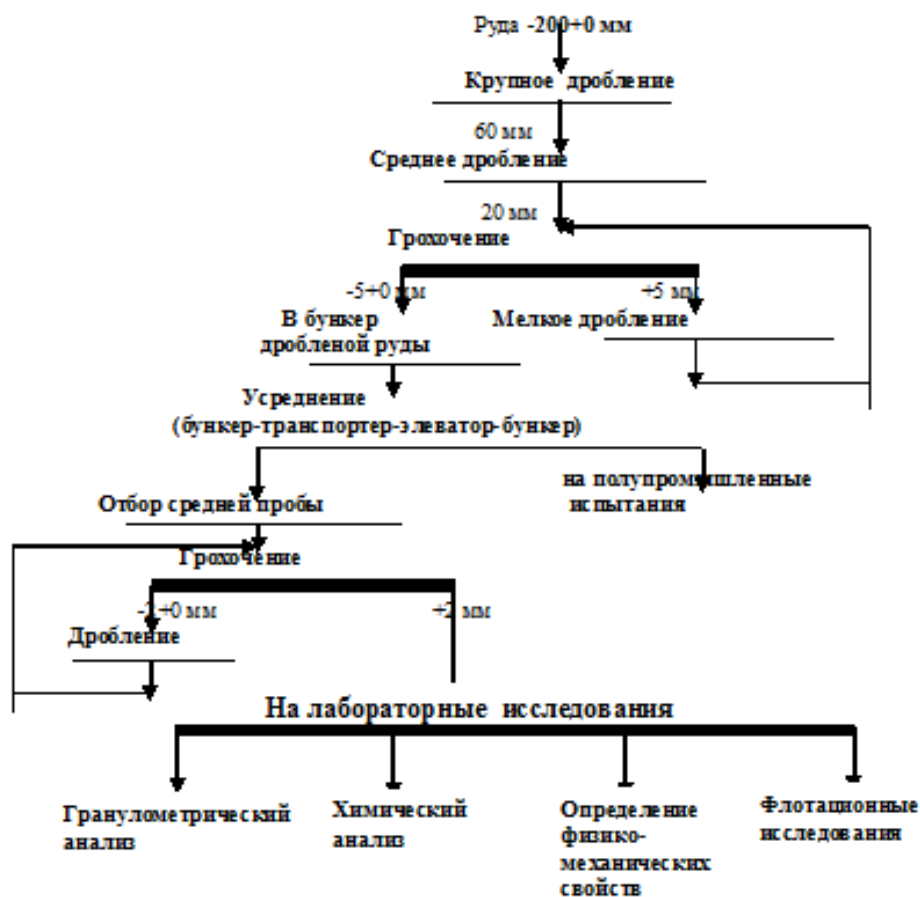 Руда -200+0 мм
Крупное дробление
60 мм
Среднее дробление
20 мм
Грохочение
-5+0 мм
+5 мм
В бункер
дробленой руды
Мелкое дробление
Усреднение
(бункер-транспортер-элеватор-бункер)
на полупромышленные
испытания
Отбор средней пробы
Грохочение
-2+0 мм
+2 мм
Дробление
На лабораторные исследования
Гранулометрический
анализ
Химический
анализ
Определение
физико-
механических
свойств
Флотационные
исследования